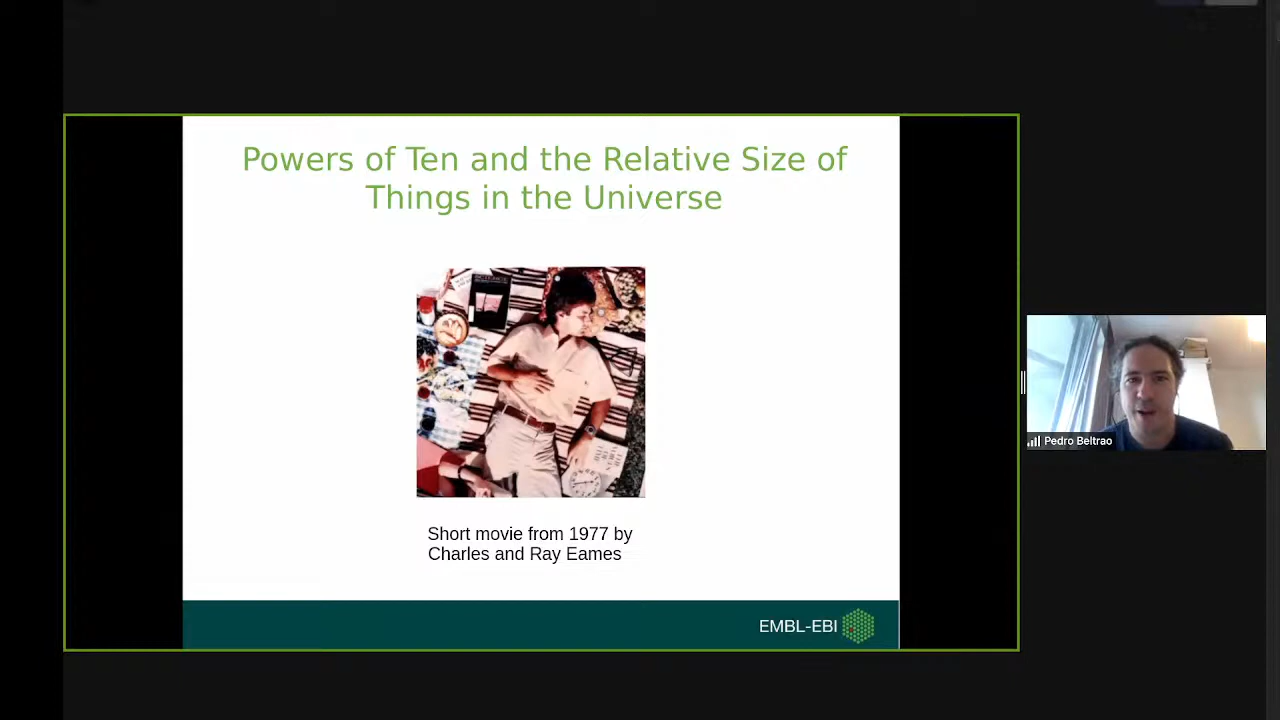 Powers of Ten and the Relative Size of
Things in the Universe
Short movie from 1977 by
Charles and Ray Eames
EMBL-EBI
Pedro Beltrao